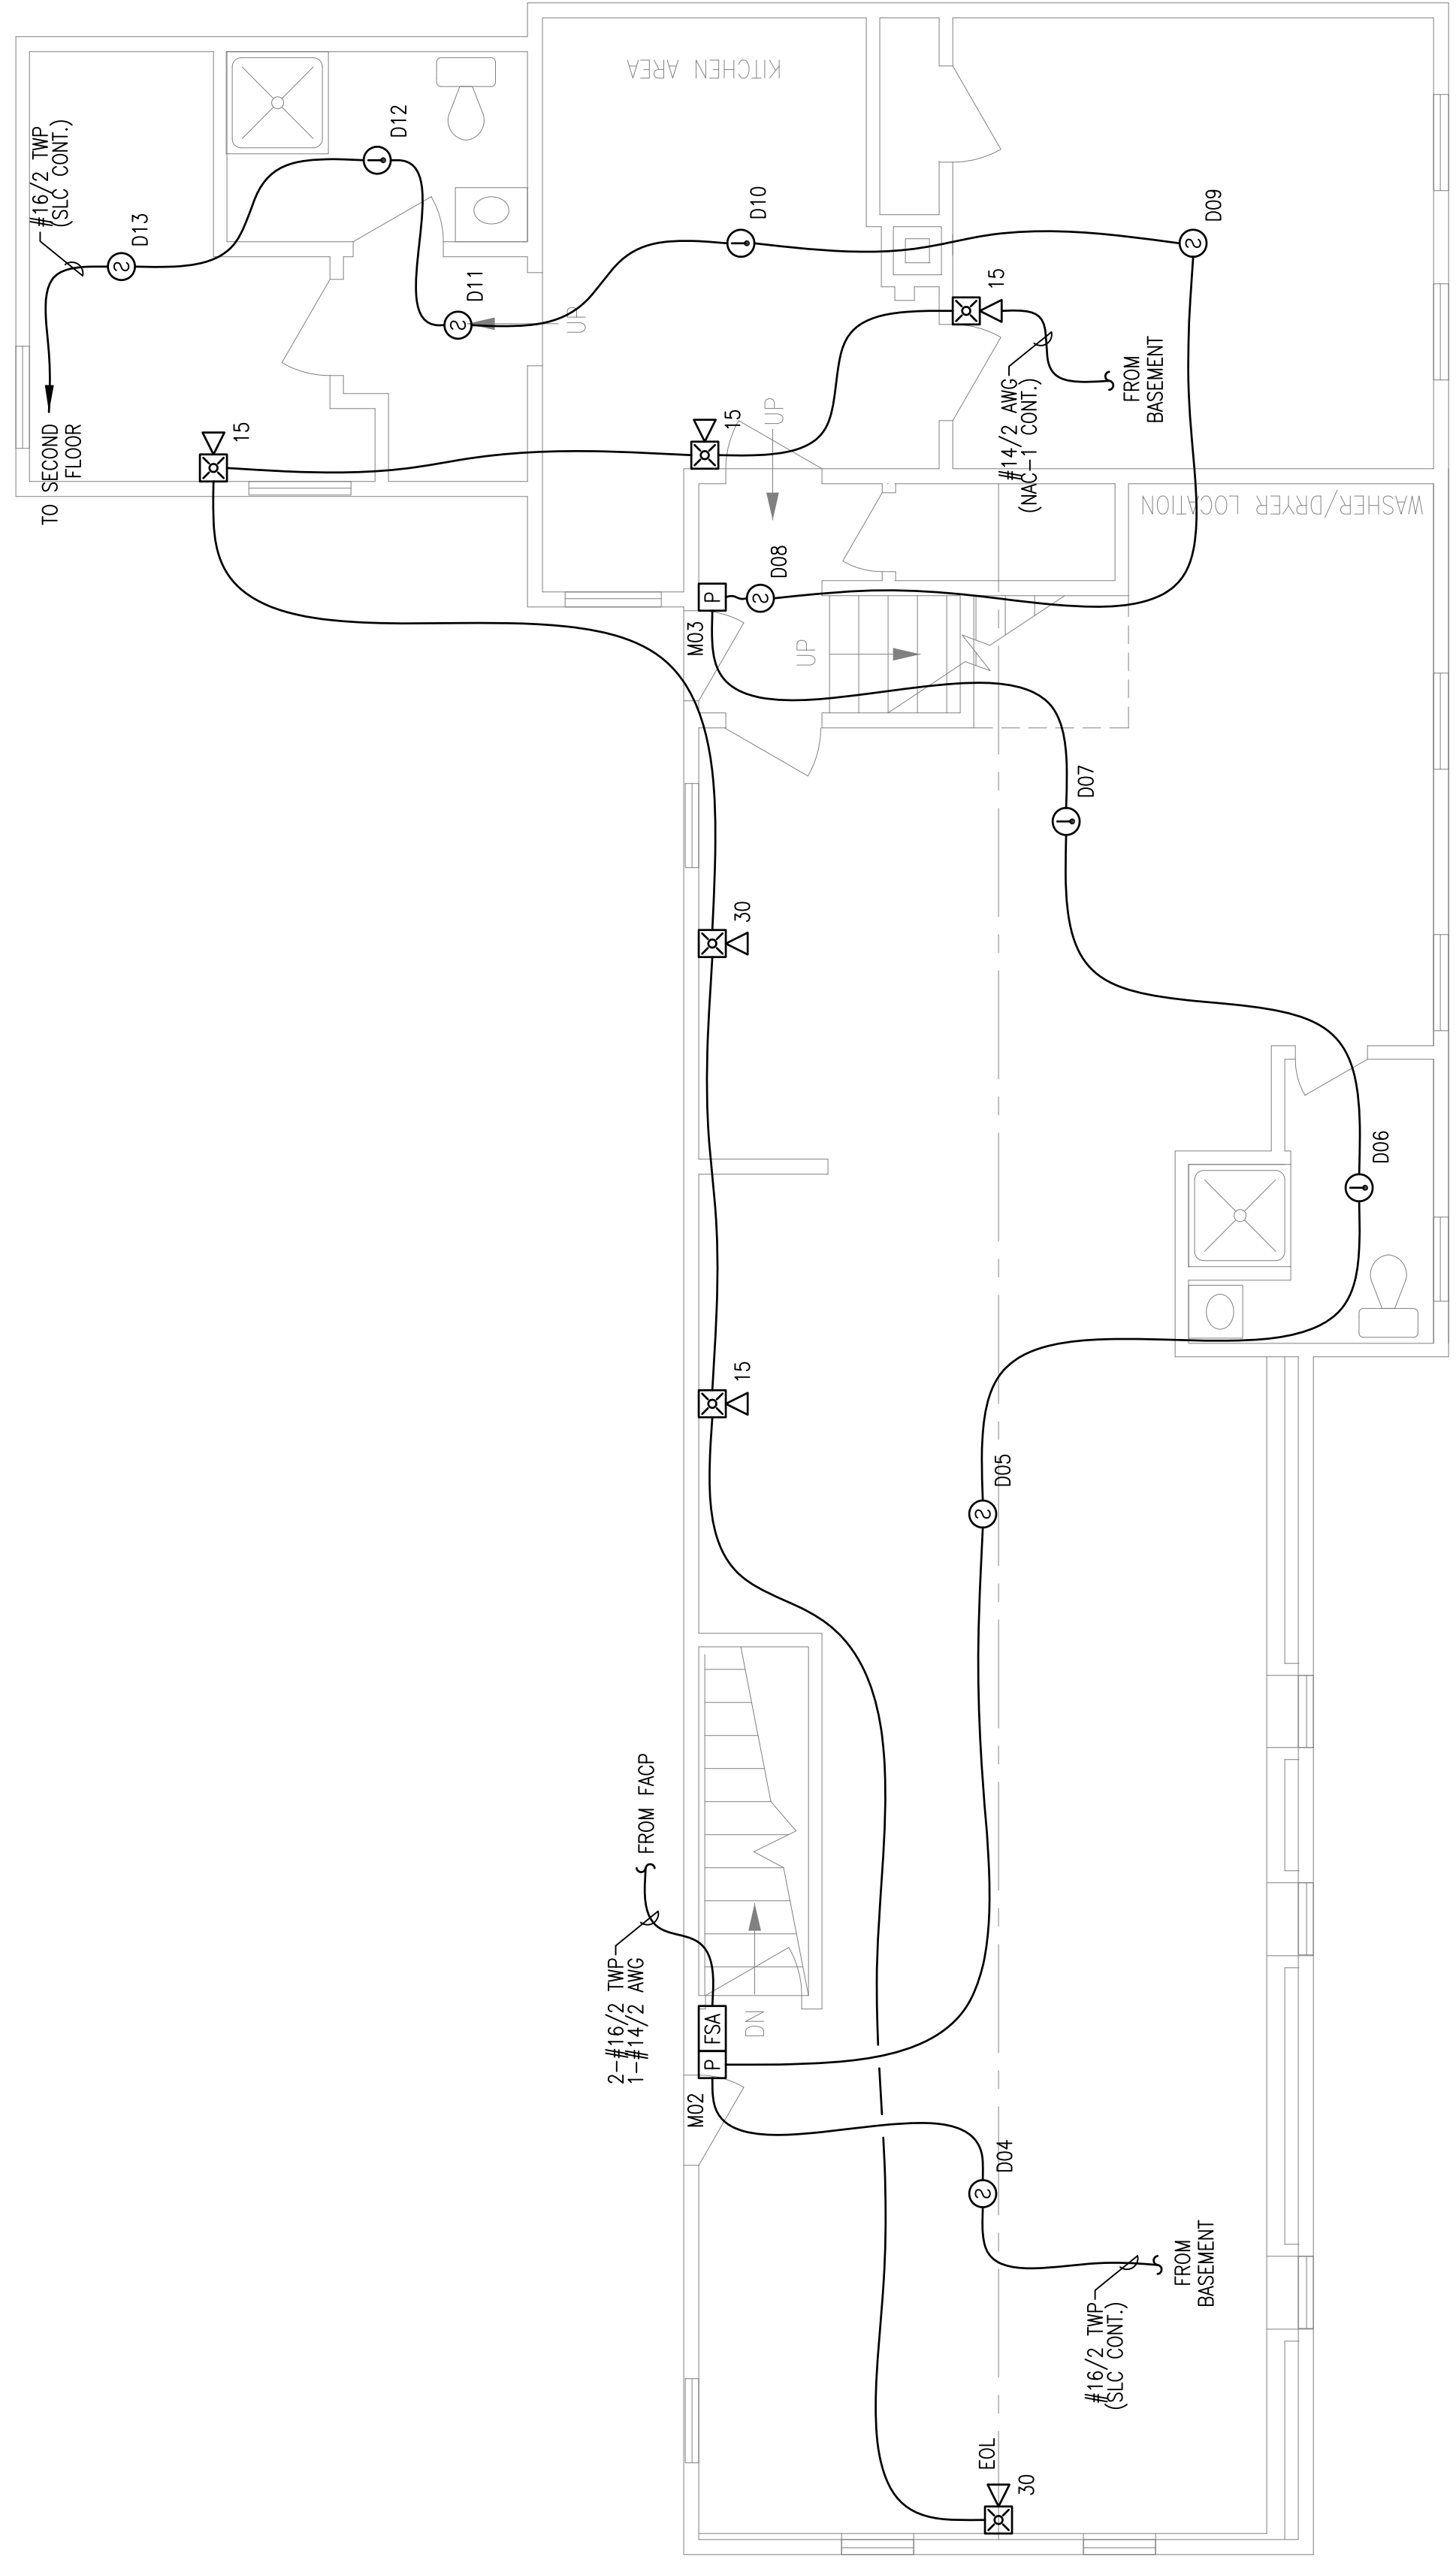 KITCHEN AREA
#16/2 TWP
(SLC CONT.)
D12
D13
D10
D09
D11
UP
15
#14/2 AWG
(NAC-1 CONT.)
FROM
BASEMENT
TO SECOND
FLOOR
15
15
UP
WASHER/DRYER LOCATION
P
D08
M03
UP
D07
30
D06
15
D05
FROM FACP
2-#16/2 TWP
1-#14/2 AWG
FSA
P
DN
M02
D04
FROM
BASEMENT
#16/2 TWP
(SLC CONT.)
EOL
30
S
S
S
S
S
S